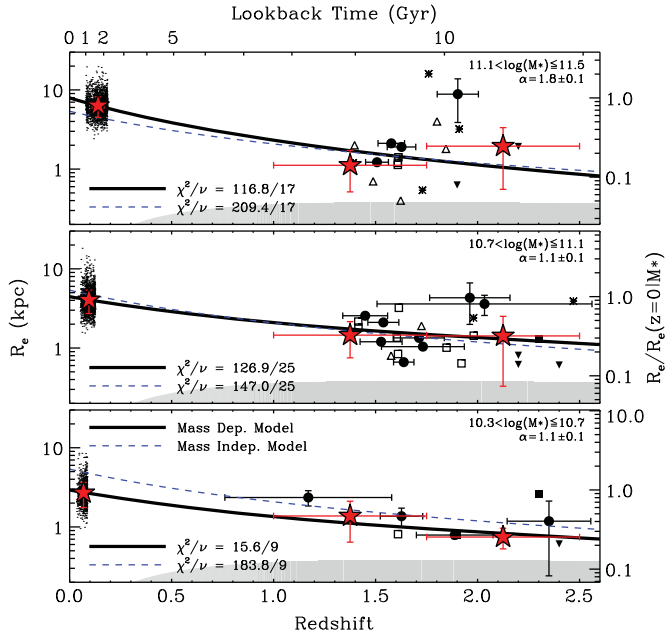 Lookback Time (Gyr)
0 1 2 5 10
11.1<log(M*)≤11.5
α=1.8±0.1
10
1
1.0
0.1
χ²/ν = 116.8/17
χ²/ν = 209.4/17
10.7<log(M*)≤11.1
α=1.1±0.1
10
1
1.0
0.1
R_e (kpc)
R_e/R_e(z=0|M*)
χ²/ν = 126.9/25
χ²/ν = 147.0/25
Mass Dep. Model
Mass Indep. Model
10.3<log(M*)≤10.7
α=1.1±0.1
10
1
10.0
1.0
0.1
χ²/ν = 15.6/9
χ²/ν = 183.8/9
0.0 0.5 1.0 1.5 2.0 2.5
Redshift